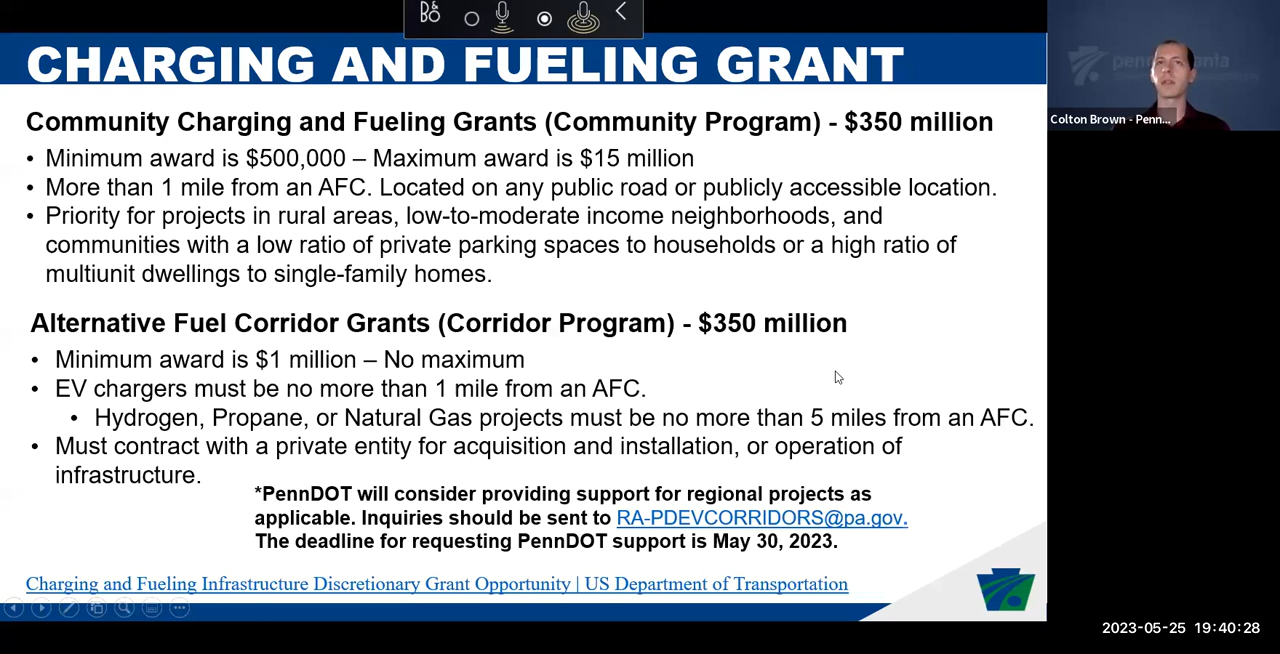 CHARGING AND FUELING GRANT
Community Charging and Fueling Grants (Community Program) - $350 million
• Minimum award is $500,000 – Maximum award is $15 million
• More than 1 mile from an AFC. Located on any public road or publicly accessible location.
• Priority for projects in rural areas, low-to-moderate income neighborhoods, and
communities with a low ratio of private parking spaces to households or a high ratio of
multiunit dwellings to single-family homes.
Alternative Fuel Corridor Grants (Corridor Program) - $350 million
• Minimum award is $1 million – No maximum
• EV chargers must be no more than 1 mile from an AFC.
• Hydrogen, Propane, or Natural Gas projects must be no more than 5 miles from an AFC.
• Must contract with a private entity for acquisition and installation, or operation of
infrastructure.
*PennDOT will consider providing support for regional projects as
applicable. Inquiries should be sent to RA-PDEVCORRIDORS@pa.gov.
The deadline for requesting PennDOT support is May 30, 2023.
Charging and Fueling Infrastructure Discretionary Grant Opportunity | US Department of Transportation
Colton Brown - Penn...
2023-05-25 19:40:28